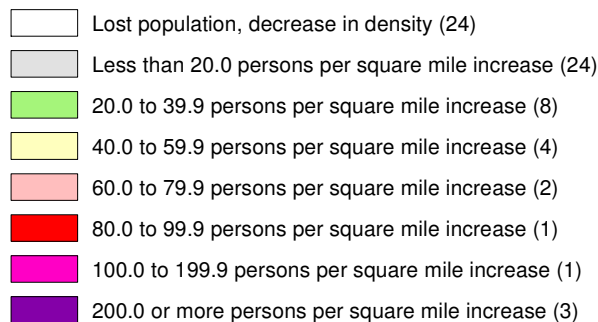 Lost population, decrease in density (24)
Less than 20.0 persons per square mile increase (24)
20.0 to 39.9 persons per square mile increase (8)
40.0 to 59.9 persons per square mile increase (4)
60.0 to 79.9 persons per square mile increase (2)
80.0 to 99.9 persons per square mile increase (1)
100.0 to 199.9 persons per square mile increase (1)
200.0 or more persons per square mile increase (3)